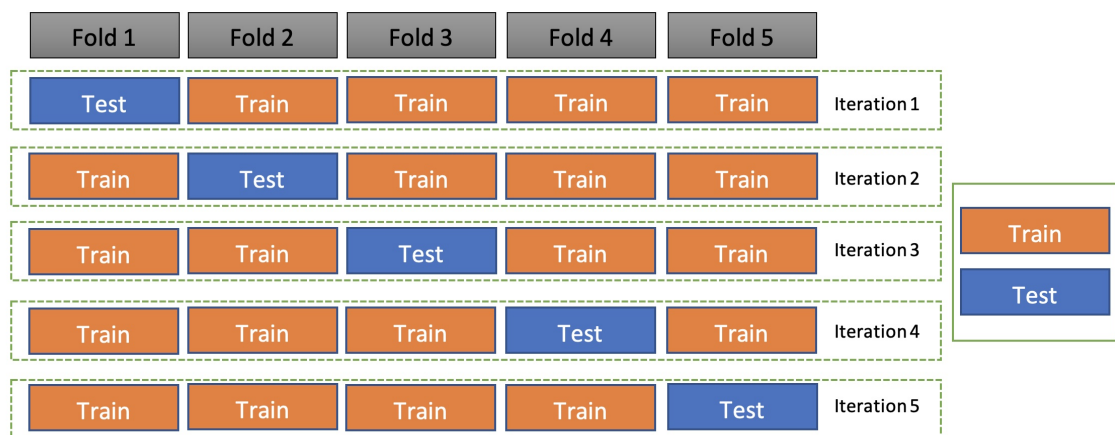 Fold 1 Fold 2 Fold 3 Fold 4 Fold 5
Test Train Train Train Train Iteration 1
Train Test Train Train Train Iteration 2
Train Train Test Train Train Iteration 3
Train Train Train Test Train Iteration 4
Train Train Train Train Test Iteration 5
Train
Test